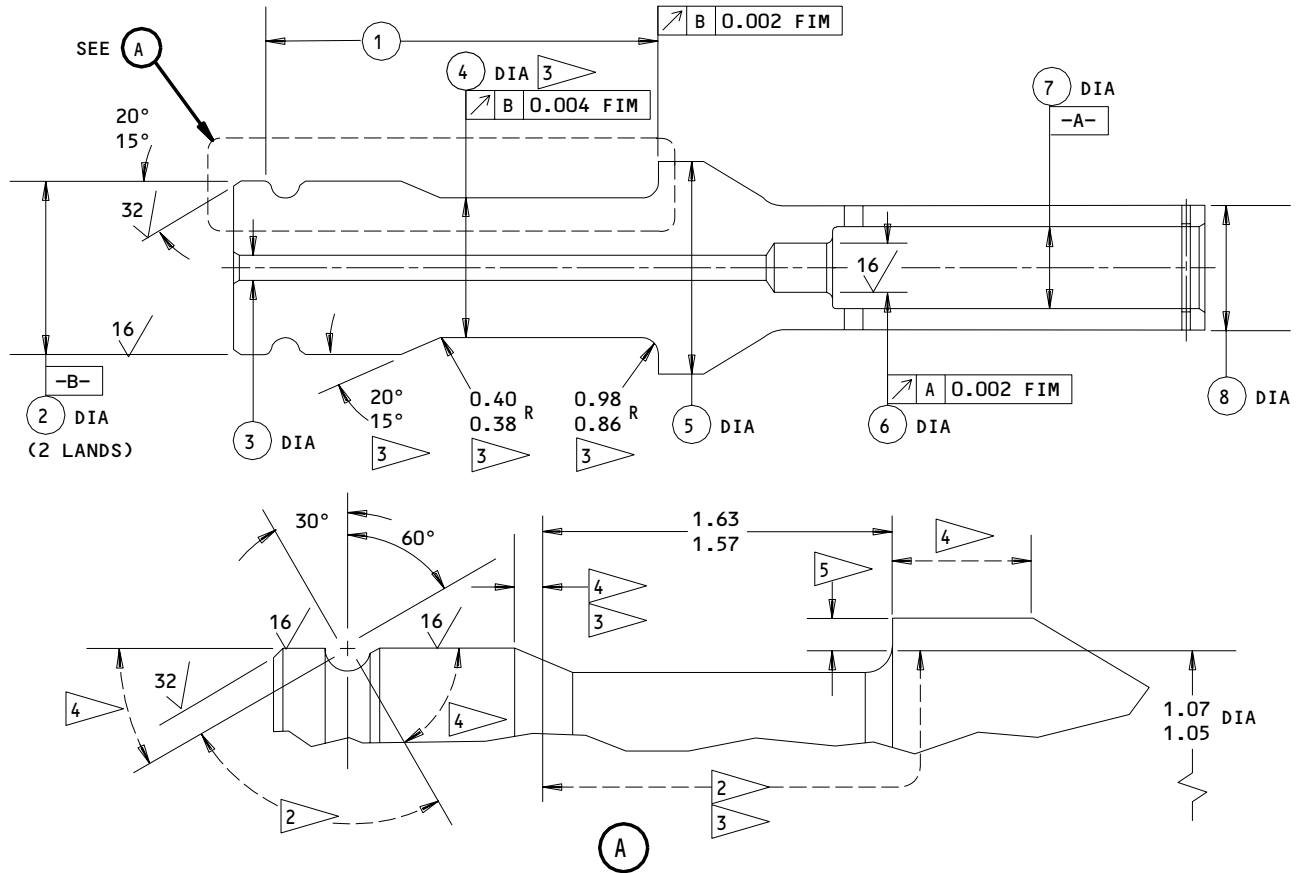 B 0.002 FIM
SEE A
1
4 DIA 3
B 0.004 FIM
7 DIA
-A-
20°
15°
32
16
16
-B-
2 DIA
(2 LANDS)
3 DIA
20°
15°
3
0.40
0.38 R
3
0.98
0.86 R
3
5 DIA
A 0.002 FIM
6 DIA
8 DIA
30°
60°
1.63
1.57
4
5
4
3
16
16
32
4
4
2
2
3
1.07
1.05 DIA
A